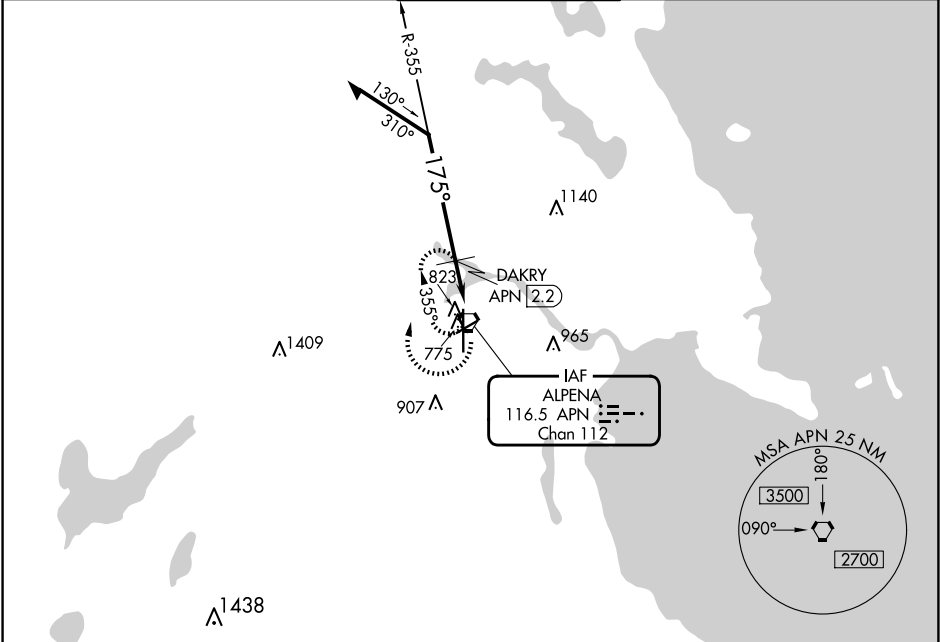 R-355
130°
310°
175°
1140
DAKRY
APN 2.2
823
355°
775
965
1409
907
IAF
ALPENA
116.5 APN
Chan 112
MSA APN 25 NM
180°
3500
090°
2700
1438